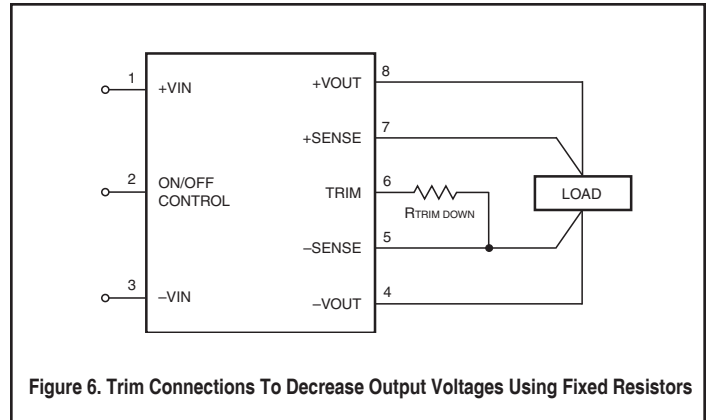 1
+VIN
2
ON/OFF
CONTROL
3
–VIN
+VOUT
8
+SENSE
7
TRIM
6
RTRIM DOWN
–SENSE
5
–VOUT
4
LOAD
Figure 6. Trim Connections To Decrease Output Voltages Using Fixed Resistors